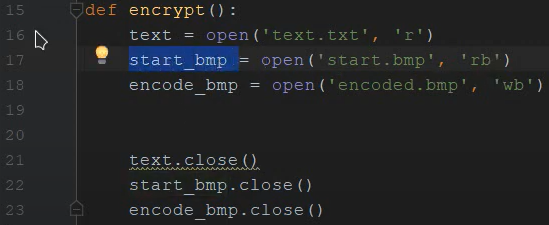 15 def encrypt():
16     text = open('text.txt', 'r')
17     start_bmp = open('start.bmp', 'rb')
18     encode_bmp = open('encoded.bmp', 'wb')
19
20
21     text.close()
22     start_bmp.close()
23     encode_bmp.close()